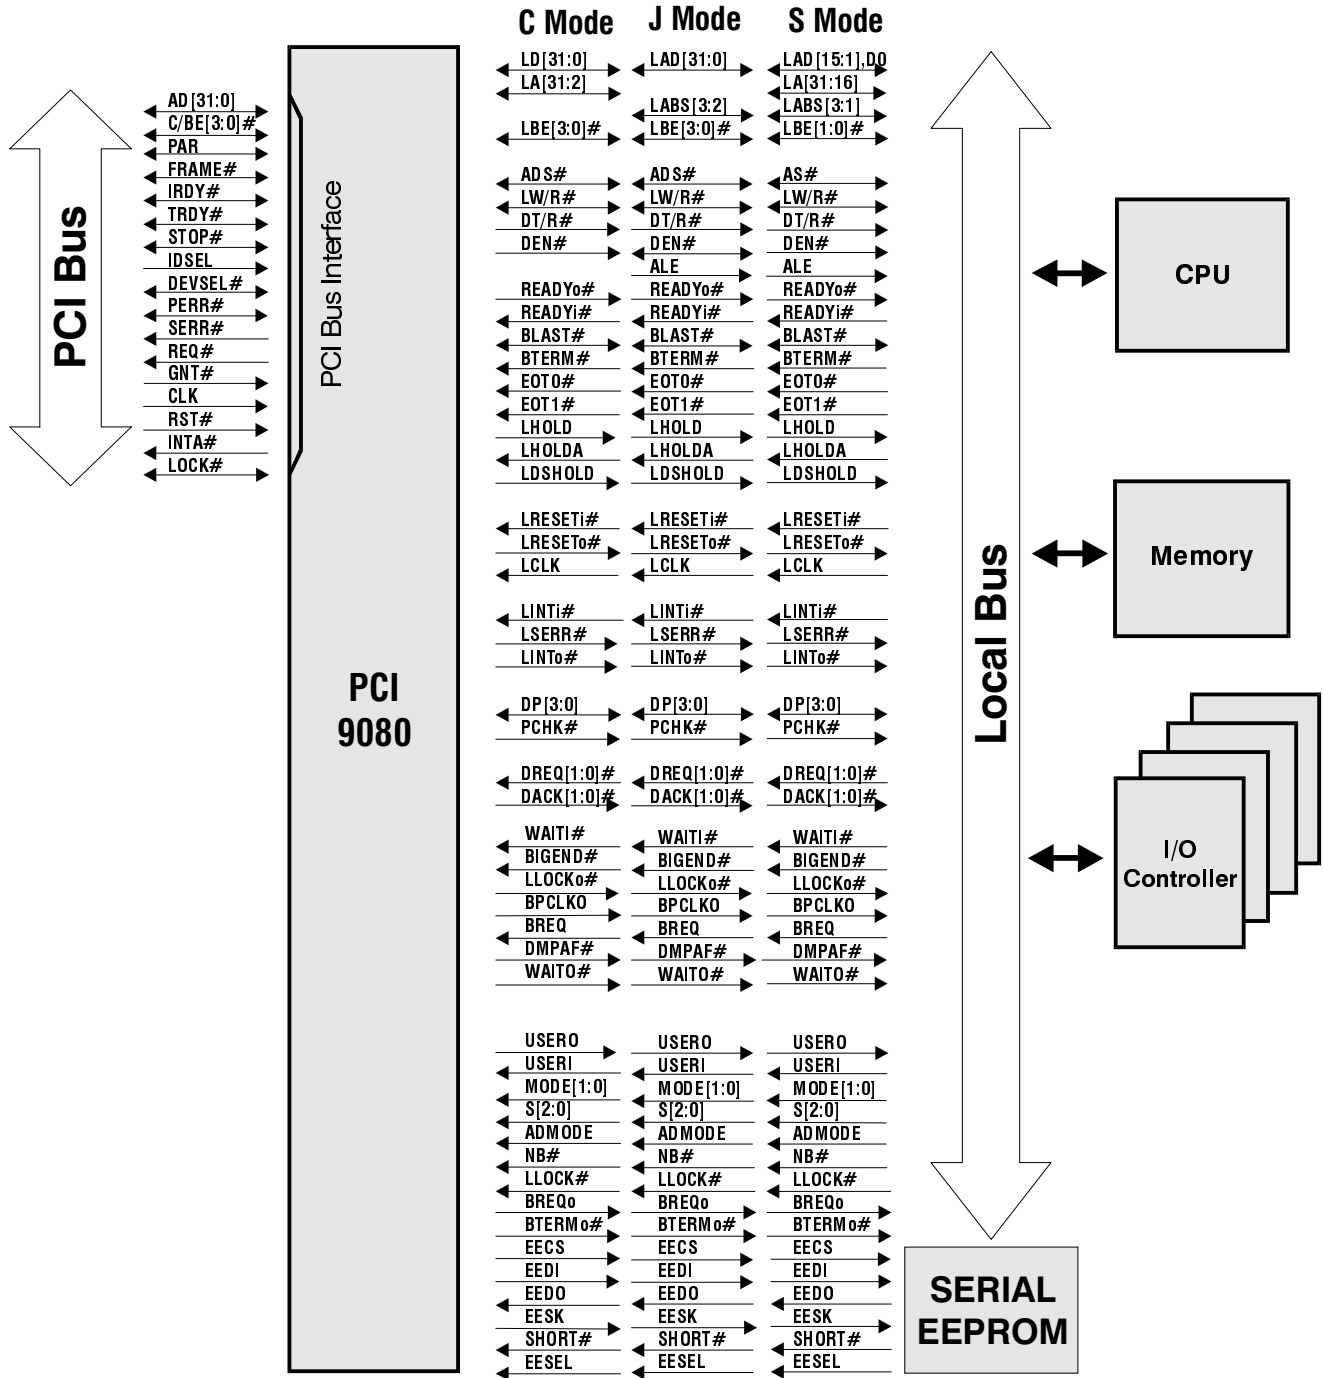 C Mode J Mode S Mode
LD[31:0] LAD[31:0] LAD[15:1],D0
LA[31:2] LA[31:16]
LABS[3:2] LABS[3:1]
LBE[3:0]# LBE[3:0]# LBE[1:0]#
ADS# ADS# AS#
LW/R# LW/R# LW/R#
DT/R# DT/R# DT/R#
DEN# DEN# DEN#
ALE ALE
READYo# READYo# READYo#
READYi# READYi# READYi#
BLAST# BLAST# BLAST#
BTERM# BTERM# BTERM#
EOT0# EOT0# EOT0#
EOT1# EOT1# EOT1#
LHOLD LHOLD LHOLD
LHOLDA LHOLDA LHOLDA
LDSHOLD LDSHOLD LDSHOLD
LRESETi# LRESETi# LRESETi#
LRESETo# LRESETo# LRESETo#
LCLK LCLK LCLK
LINTi# LINTi# LINTi#
LSERR# LSERR# LSERR#
LINTo# LINTo# LINTo#
DP[3:0] DP[3:0] DP[3:0]
PCHK# PCHK# PCHK#
DREQ[1:0]# DREQ[1:0]# DREQ[1:0]#
DACK[1:0]# DACK[1:0]# DACK[1:0]#
WAITI# WAITI# WAITI#
BIGEND# BIGEND# BIGEND#
LLOCKo# LLOCKo# LLOCKo#
BPCLKO BPCLKO BPCLKO
BREQ BREQ BREQ
DMPAF# DMPAF# DMPAF#
WAITO# WAITO# WAITO#
USERO USERO USERO
USERI USERI USERI
MODE[1:0] MODE[1:0] MODE[1:0]
S[2:0] S[2:0] S[2:0]
ADMODE ADMODE ADMODE
NB# NB# NB#
LLOCK# LLOCK# LLOCK#
BREQo BREQo BREQo
BTERMo# BTERMo# BTERMo#
EECS EECS EECS
EEDI EEDI EEDI
EEDO EEDO EEDO
EESK EESK EESK
SHORT# SHORT# SHORT#
EESEL EESEL EESEL
PCI Bus
AD[31:0]
C/BE[3:0]#
PAR
FRAME#
IRDY#
TRDY#
STOP#
IDSEL
DEVSEL#
PERR#
SERR#
REQ#
GNT#
CLK
RST#
INTA#
LOCK#
PCI Bus Interface
PCI
9080
Local Bus
CPU
Memory
I/O
Controller
SERIAL
EEPROM